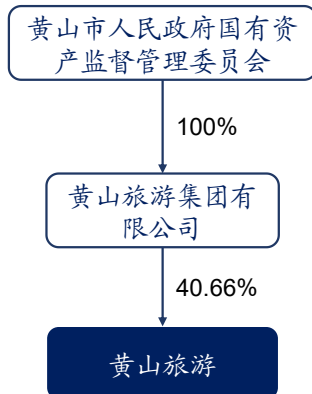 黄山市人民政府国有资
产监督管理委员会
100%
黄山旅游集团有
限公司
40.66%
黄山旅游